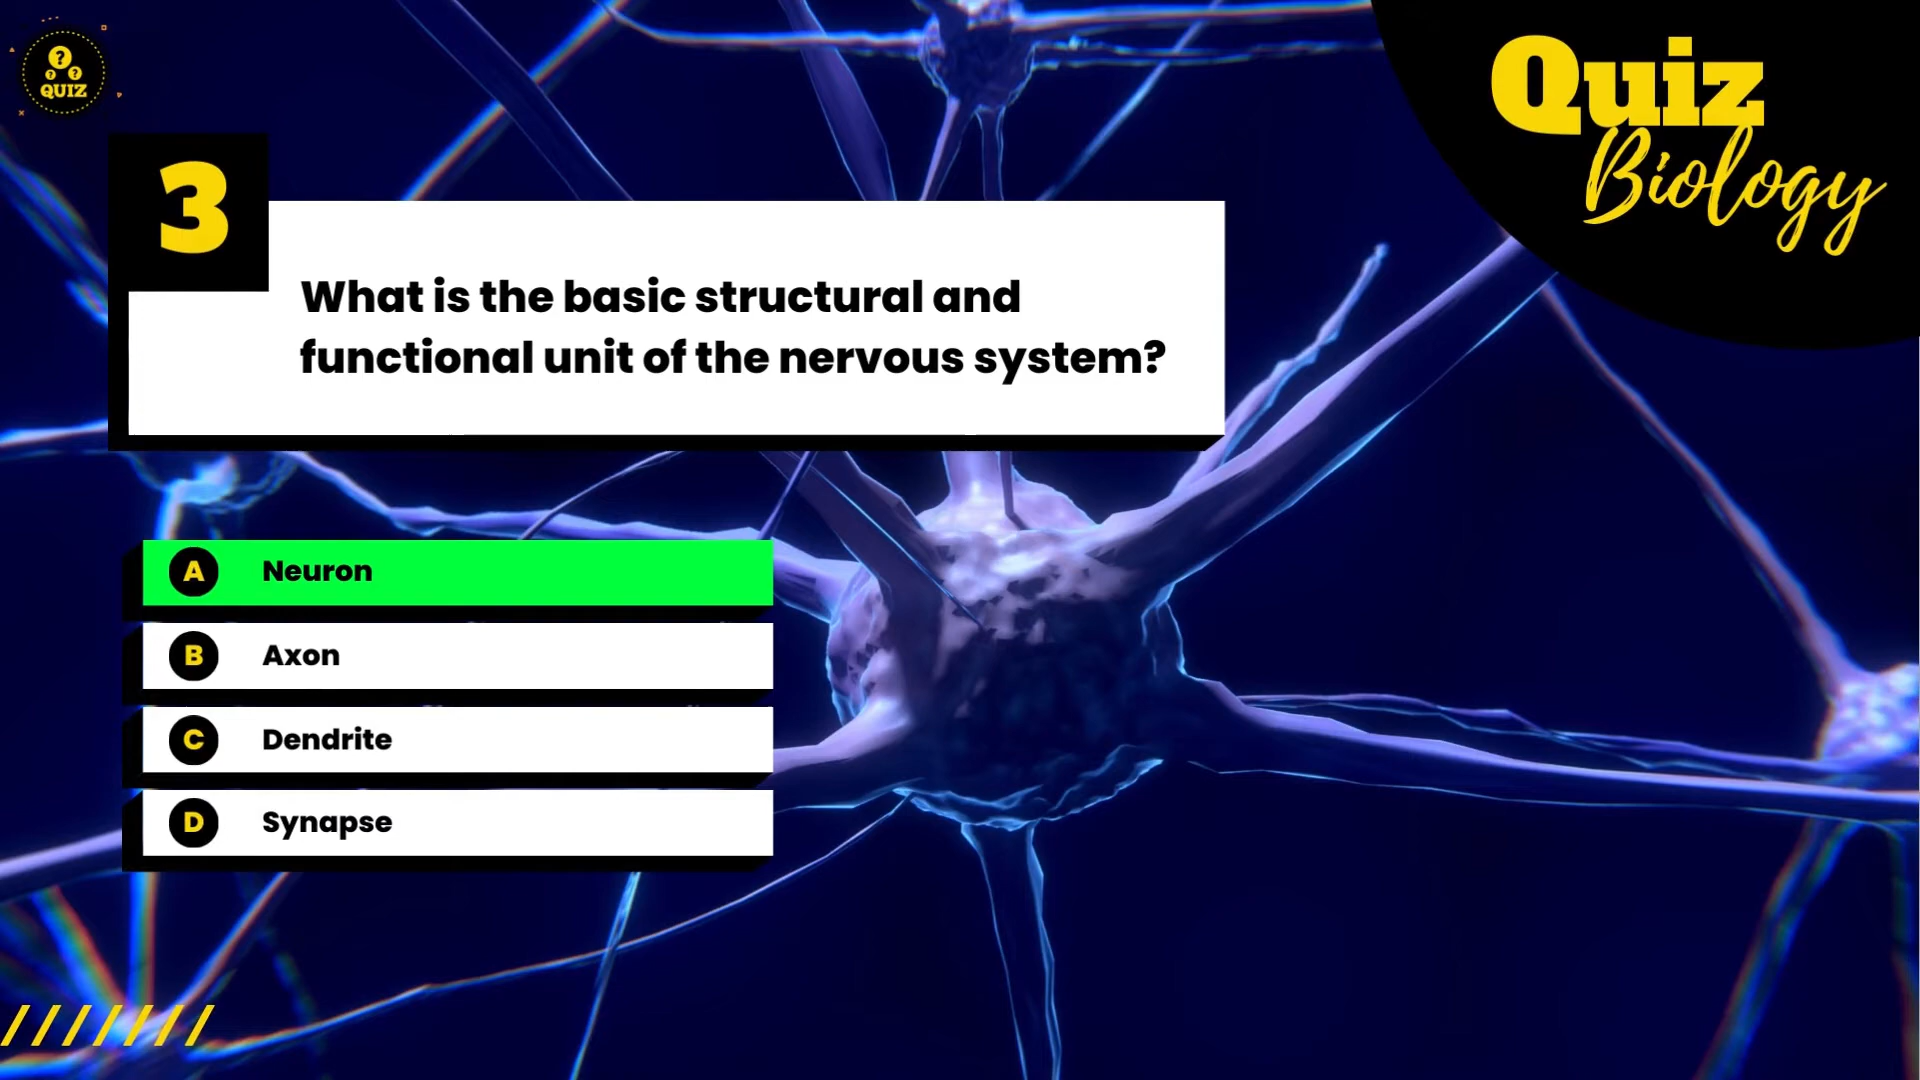 ? ? ?
QUIZ
Quiz
Biology
3
What is the basic structural and
functional unit of the nervous system?
A Neuron
B Axon
C Dendrite
D Synapse